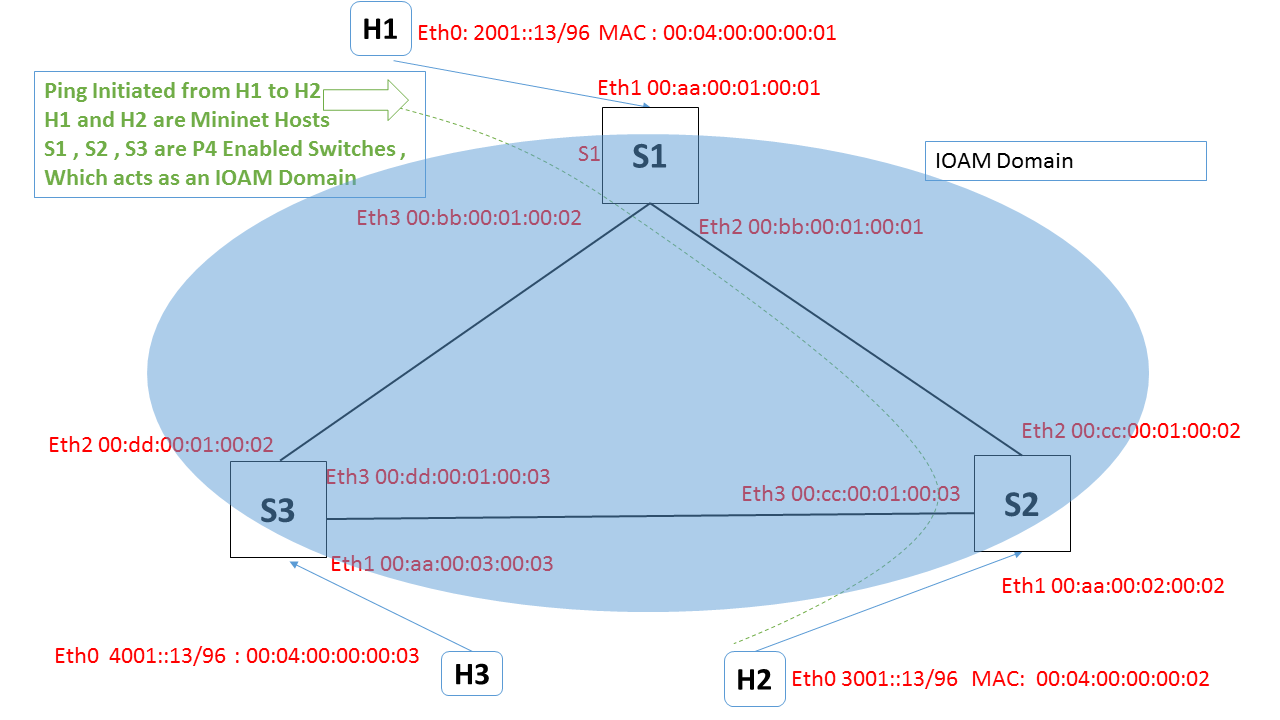 H1
Eth0: 2001::13/96 MAC : 00:04:00:00:00:01
Ping Initiated from H1 to H2
H1 and H2 are Mininet Hosts
S1 , S2 , S3 are P4 Enabled Switches ,
Which acts as an IOAM Domain
Eth1 00:aa:00:01:00:01
S1
S1
IOAM Domain
Eth3 00:bb:00:01:00:02
Eth2 00:bb:00:01:00:01
Eth2 00:dd:00:01:00:02
Eth2 00:cc:00:01:00:02
Eth3 00:dd:00:01:00:03
Eth3 00:cc:00:01:00:03
S3
S2
Eth1 00:aa:00:03:00:03
Eth1 00:aa:00:02:00:02
Eth0 4001::13/96 : 00:04:00:00:00:03
H3
H2
Eth0 3001::13/96 MAC: 00:04:00:00:00:02